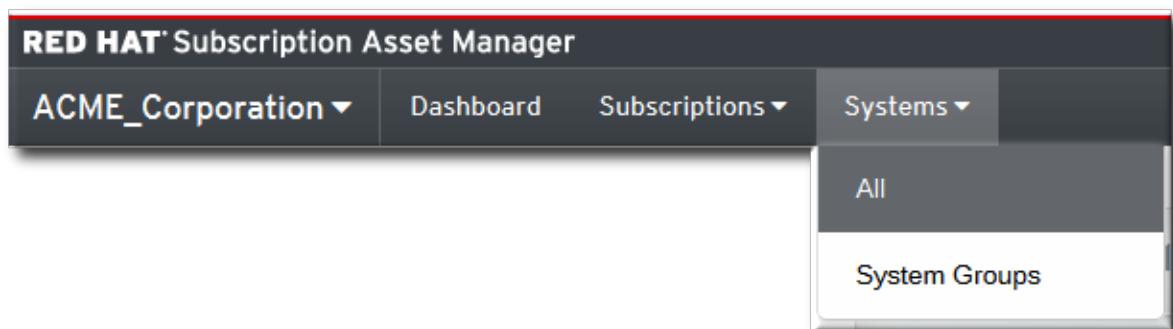 RED HAT® Subscription Asset Manager
ACME_Corporation Dashboard Subscriptions Systems
All
System Groups